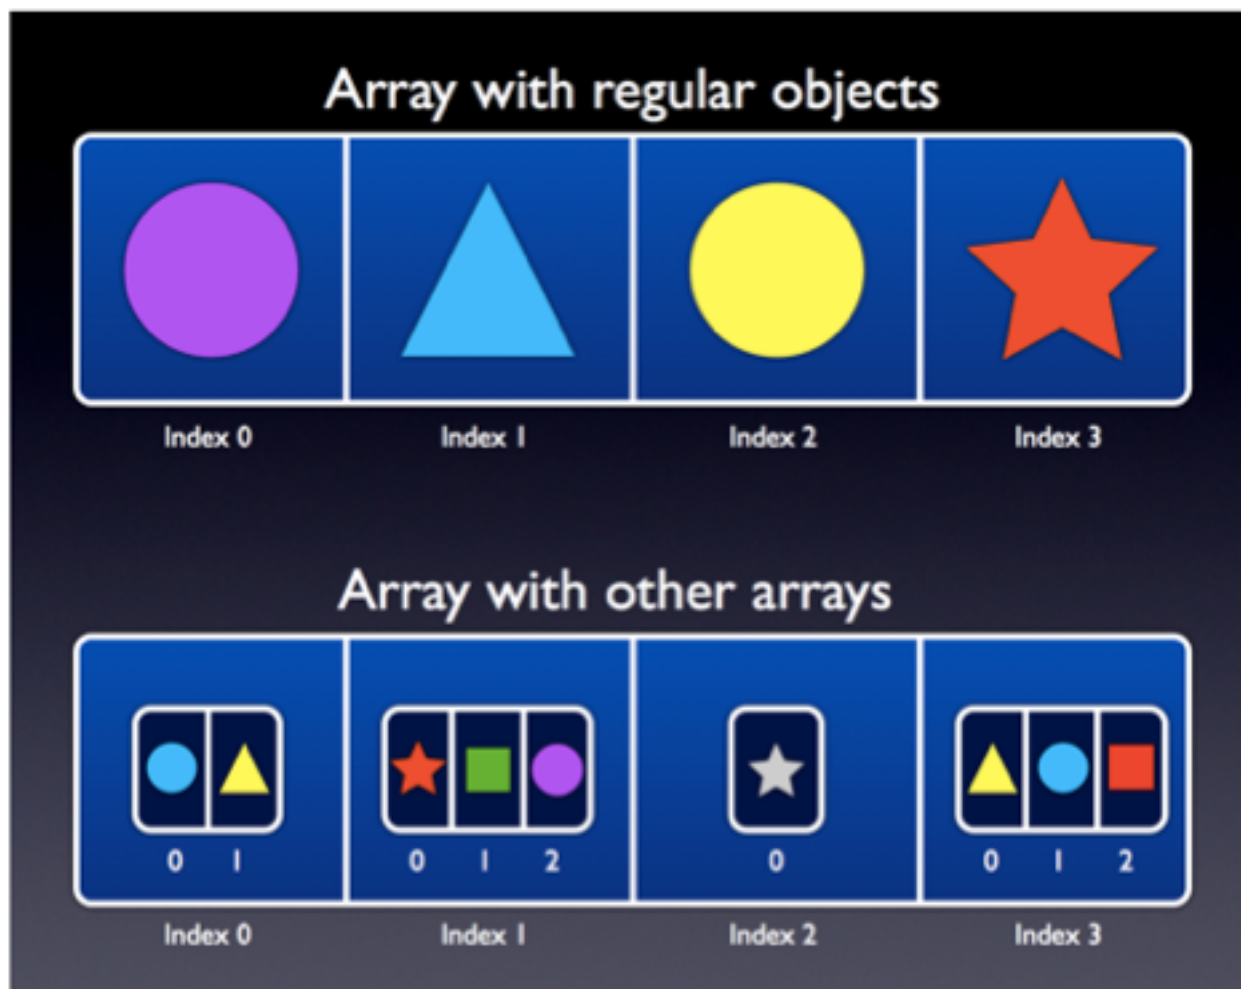 Array with regular objects
Index 0 Index 1 Index 2 Index 3
Array with other arrays
0 1 0 1 2 0 0 1 2
Index 0 Index 1 Index 2 Index 3